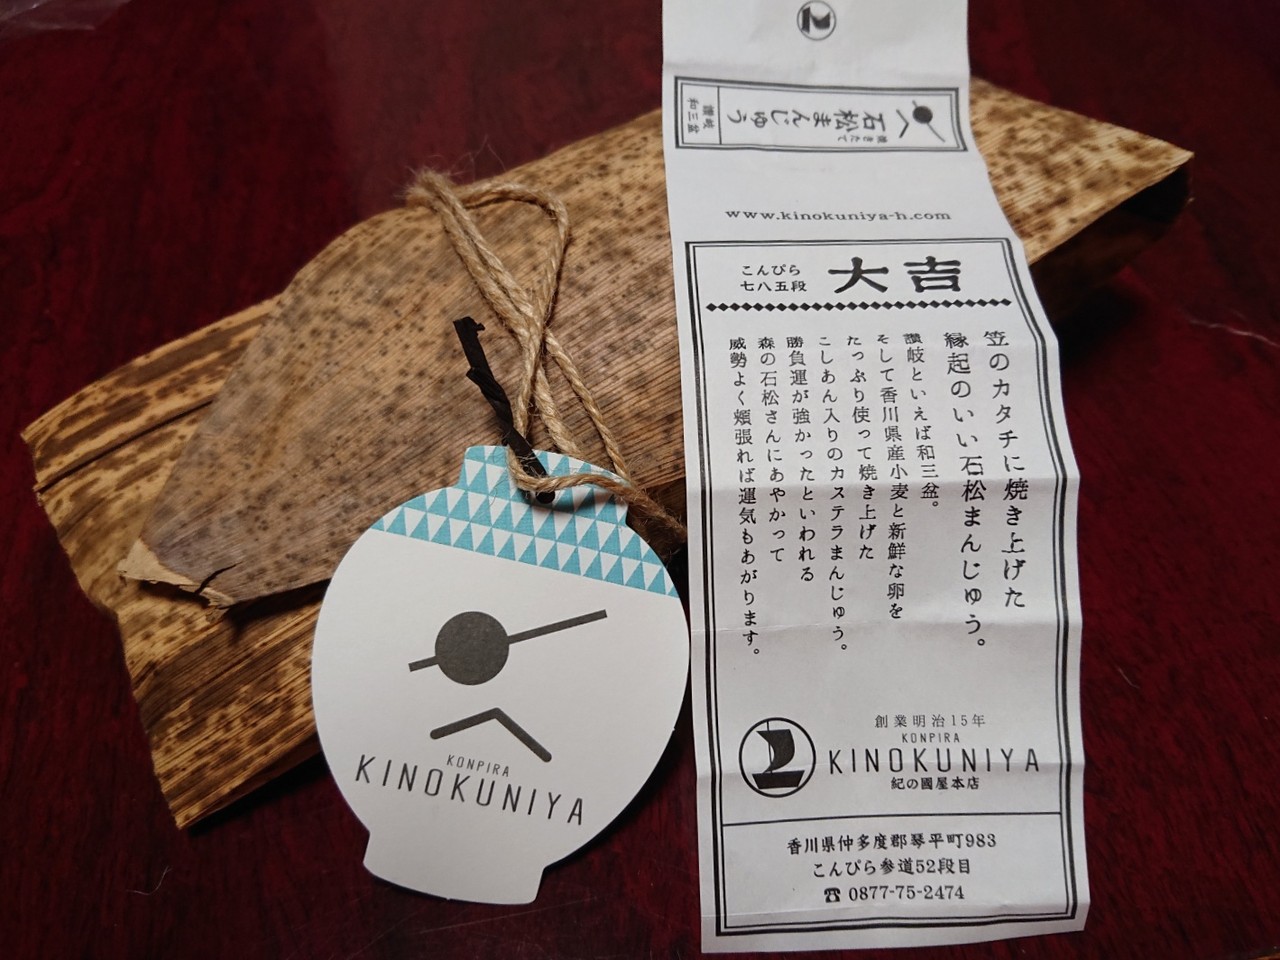 焼きたて
石松まんじゅう
讃岐
和三盆
www.kinokuniya-h.com
こんぴら
七八五段
大吉
笠のカタチに焼き上げた
縁起のいい石松まんじゅう。
讃岐といえば和三盆。
そして香川県産小麦と新鮮な卵を
たっぷり使って焼き上げた
こしあん入りのカステラまんじゅう。
勝負運が強かったといわれる
森の石松さんにあやかって
威勢よく頬張れば運気もあがります。
創業明治15年
KONPIRA
KINOKUNIYA
紀の國屋本店
香川県仲多度郡琴平町983
こんぴら参道52段目
☎ 0877-75-2474
KONPIRA
KINOKUNIYA